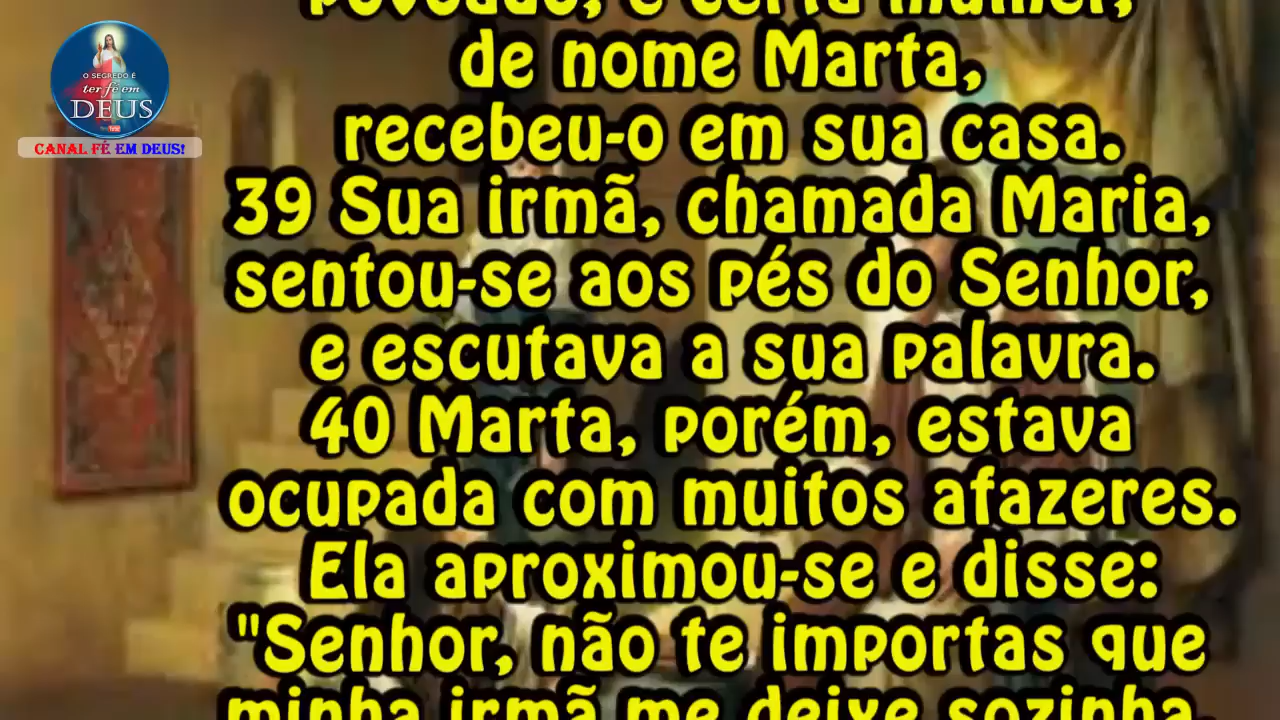 O SEGREDO É
ter fé em
DEUS
CANAL FÉ EM DEUS!
povoado, e certa mulher,
de nome Marta,
recebeu-o em sua casa.
39 Sua irmã, chamada Maria,
sentou-se aos pés do Senhor,
e escutava a sua palavra.
40 Marta, porém, estava
ocupada com muitos afazeres.
Ela aproximou-se e disse:
"Senhor, não te importas que
minha irmã me deixe sozinha,